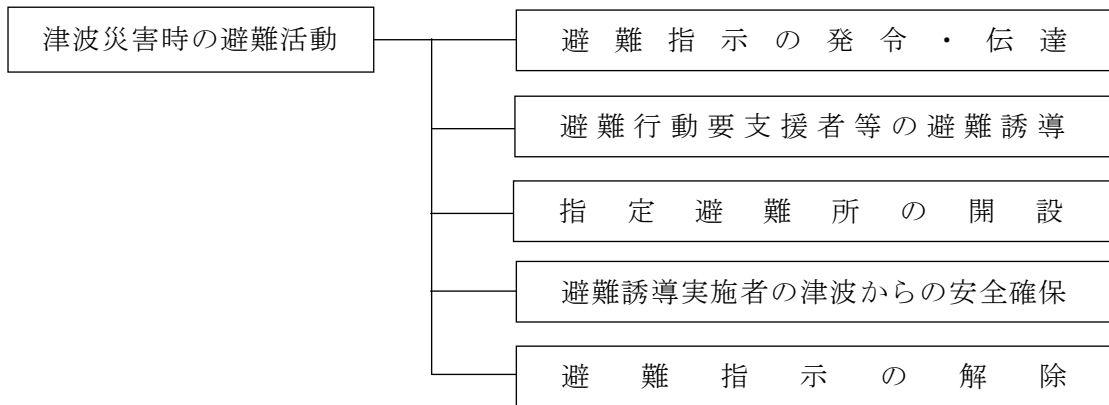 津波災害時の避難活動
避難指示の発令・伝達
避難行動要支援者等の避難誘導
指定避難所の開設
避難誘導実施者の津波からの安全確保
避難指示の解除